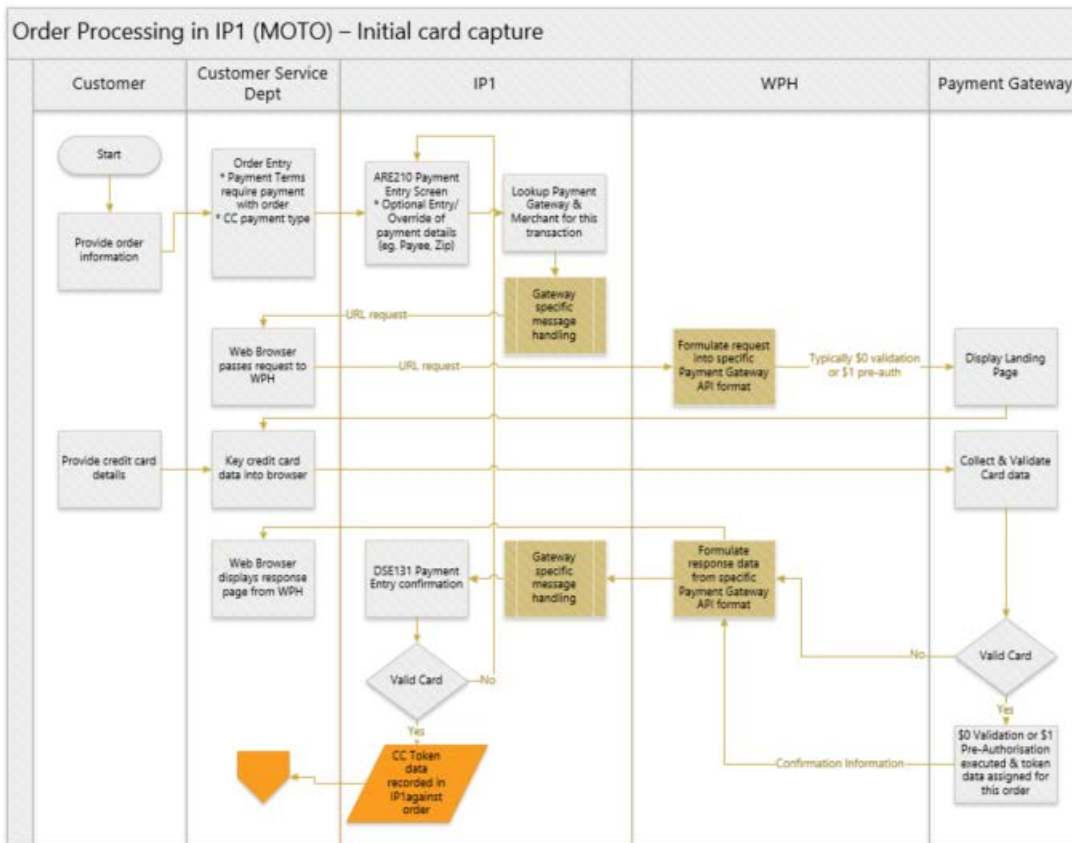 Order Processing in IP1 (MOTO) – Initial card capture
Customer
Customer Service
Dept
IP1
WPH
Payment Gateway
Start
Provide order
information
Order Entry
* Payment Terms
require payment
with order
* CC payment type
ARE210 Payment
Entry Screen
* Optional Entry/
Override of
payment details
(eg. Payee, Zip)
Lookup Payment
Gateway &
Merchant for this
transaction
Gateway
specific
message
handling
URL request
Web Browser
passes request to
WPH
URL request
Formulate request
into specific
Payment Gateway
API format
Typically $0 validation
or $1 pre-auth
Display Landing
Page
Provide credit card
details
Key credit card
data into browser
Collect & Validate
Card data
Web Browser
displays response
page from WPH
DSE131 Payment
Entry confirmation
Gateway
specific
message
handling
Formulate
response data
from specific
Payment Gateway
API format
No
Valid Card
Valid Card
No
Yes
Yes
CC Token
data
recorded in
IP1against
order
Confirmation Information
$0 Validation or $1
Pre-Authorisation
executed & token
data assigned for
this order